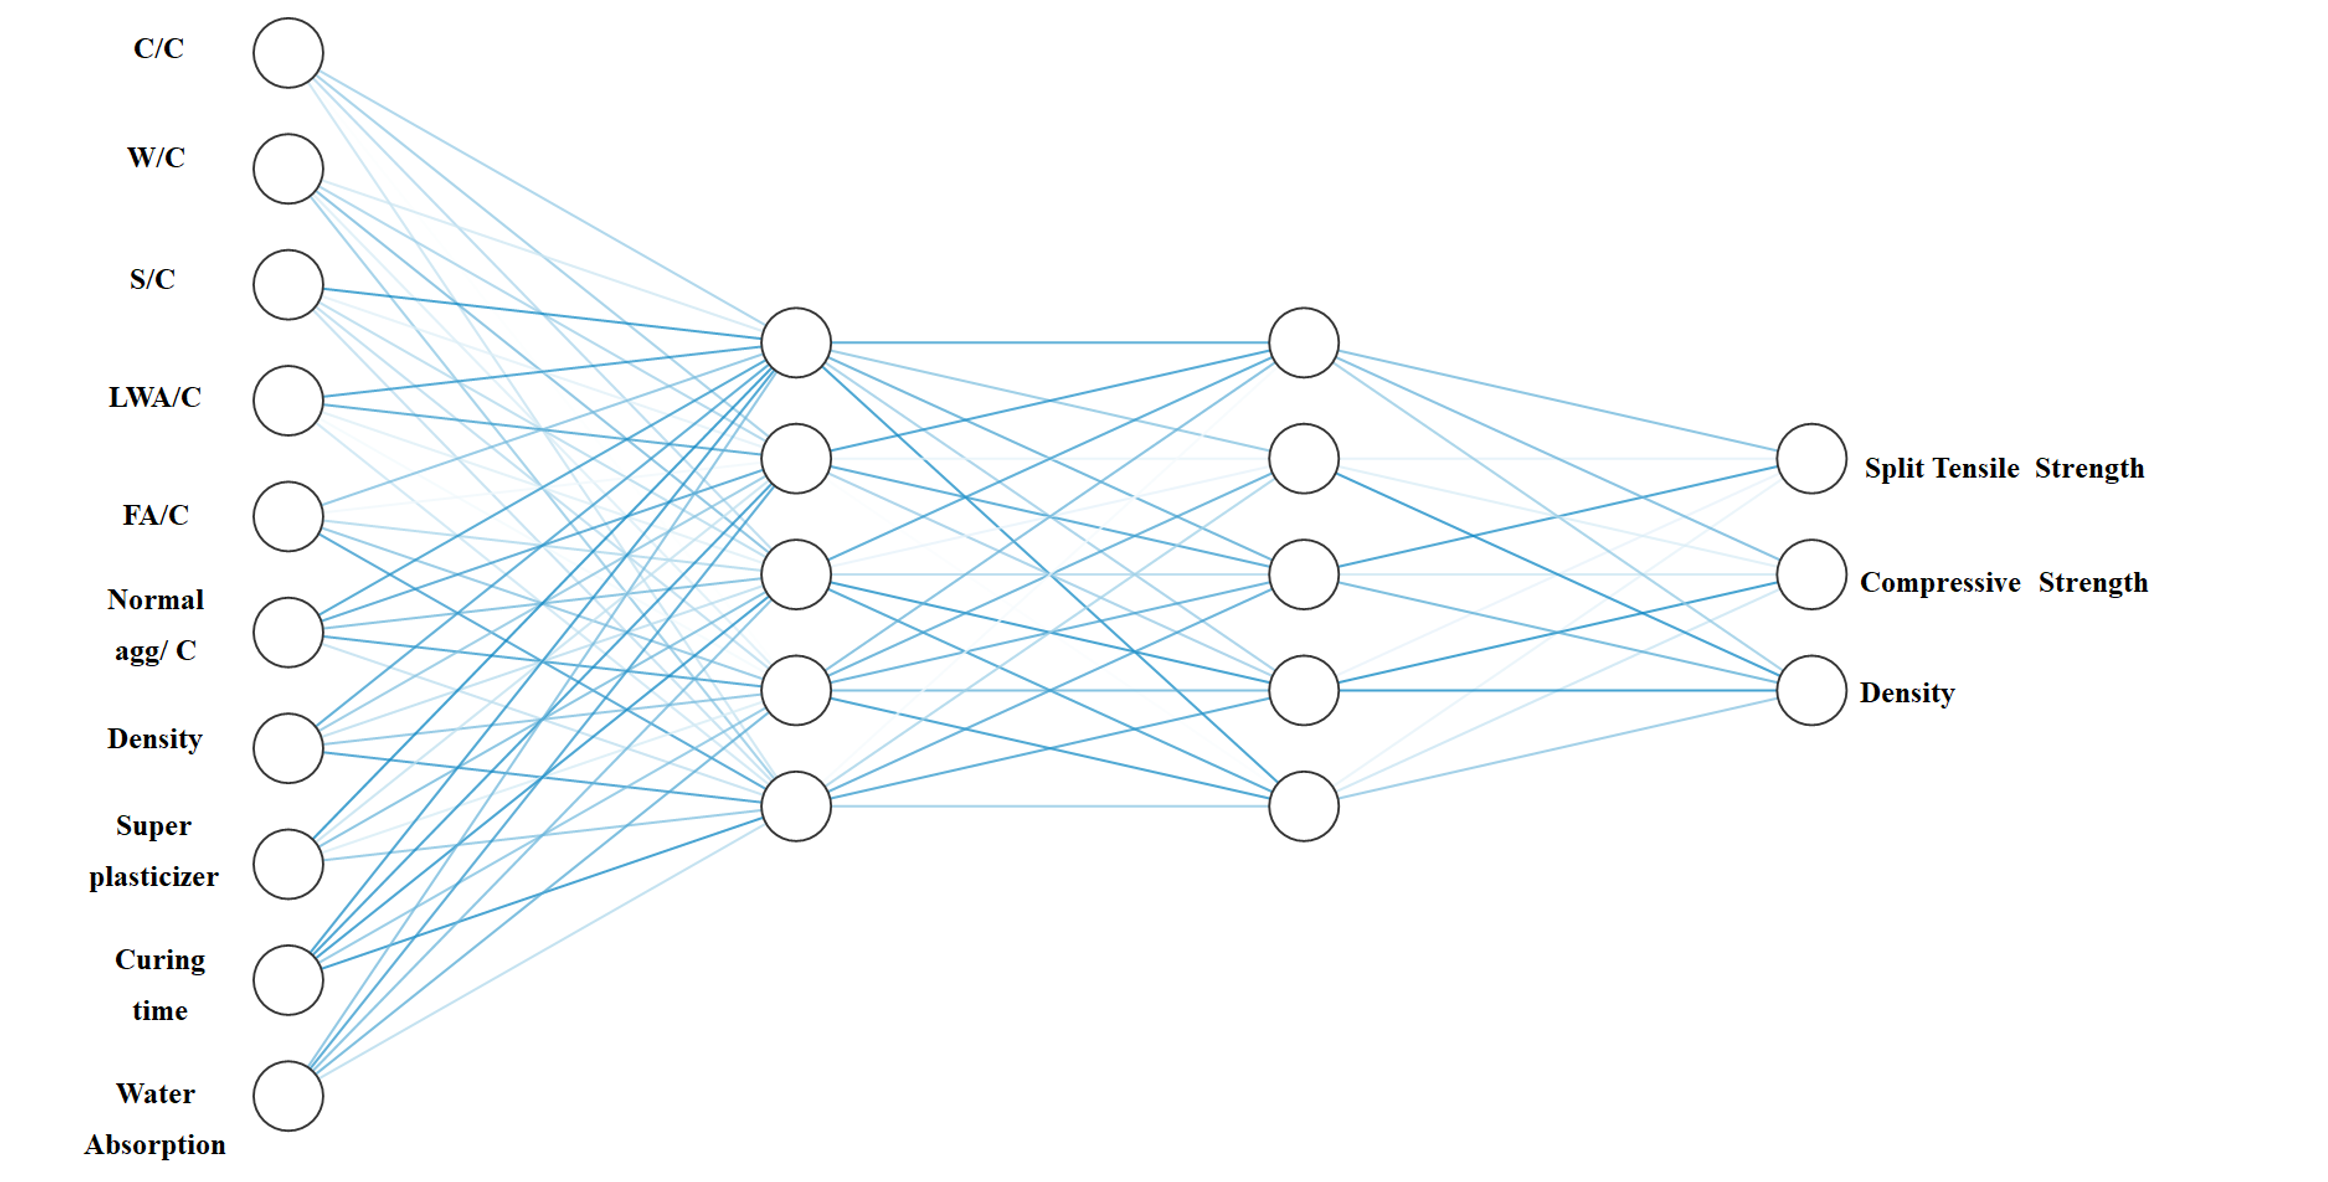 C/C
W/C
S/C
LWA/C
FA/C
Normal
agg/ C
Density
Super
plasticizer
Curing
time
Water
Absorption
Split Tensile Strength
Compressive Strength
Density